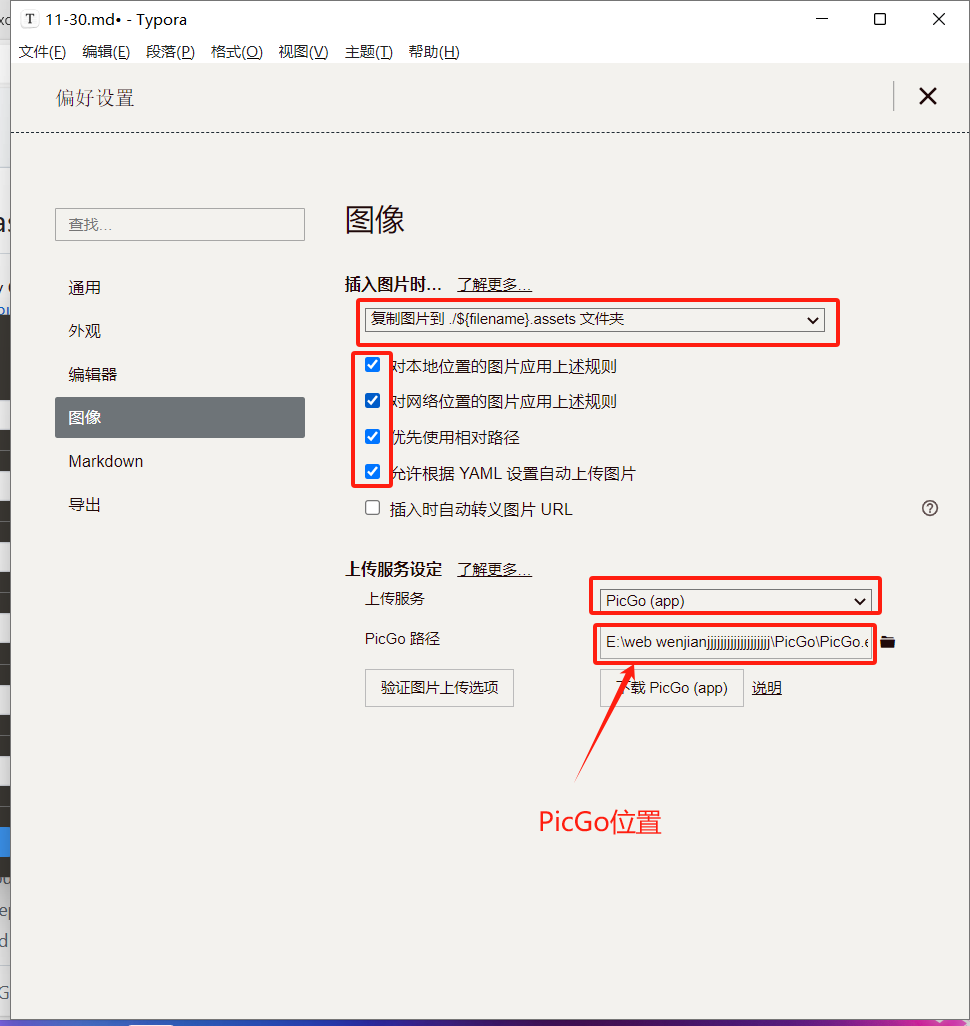 11-30.md• - Typora
文件(F) 编辑(E) 段落(P) 格式(O) 视图(V) 主题(T) 帮助(H)
偏好设置
查找...
通用
外观
编辑器
图像
Markdown
导出
图像
插入图片时... 了解更多...
复制图片到 ./${filename}.assets 文件夹
对本地位置的图片应用上述规则
对网络位置的图片应用上述规则
优先使用相对路径
允许根据 YAML 设置自动上传图片
插入时自动转义图片 URL
上传服务设定 了解更多...
上传服务 PicGo (app)
PicGo 路径 E:\web wenjianjjjjjjjjjjjjjjjjjjj\PicGo\PicGo.e
验证图片上传选项 下载 PicGo (app) 说明
PicGo位置